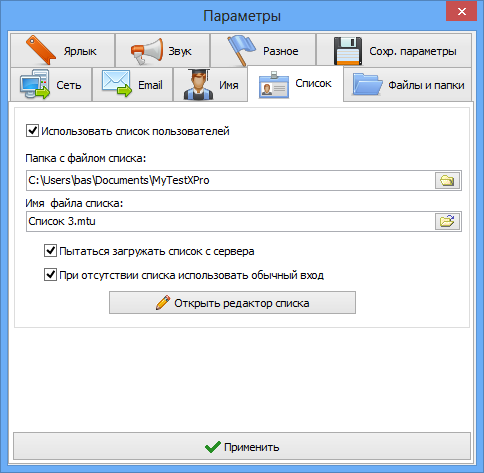 Параметры
Ярлык
Звук
Разное
Сохр. параметры
Сеть
Email
Имя
Список
Файлы и папки
Использовать список пользователей
Папка с файлом списка:
C:\Users\bas\Documents\MyTestXPro
Имя файла списка:
Список 3.mtu
Пытаться загружать список с сервера
При отсутствии списка использовать обычный вход
Открыть редактор списка
Применить